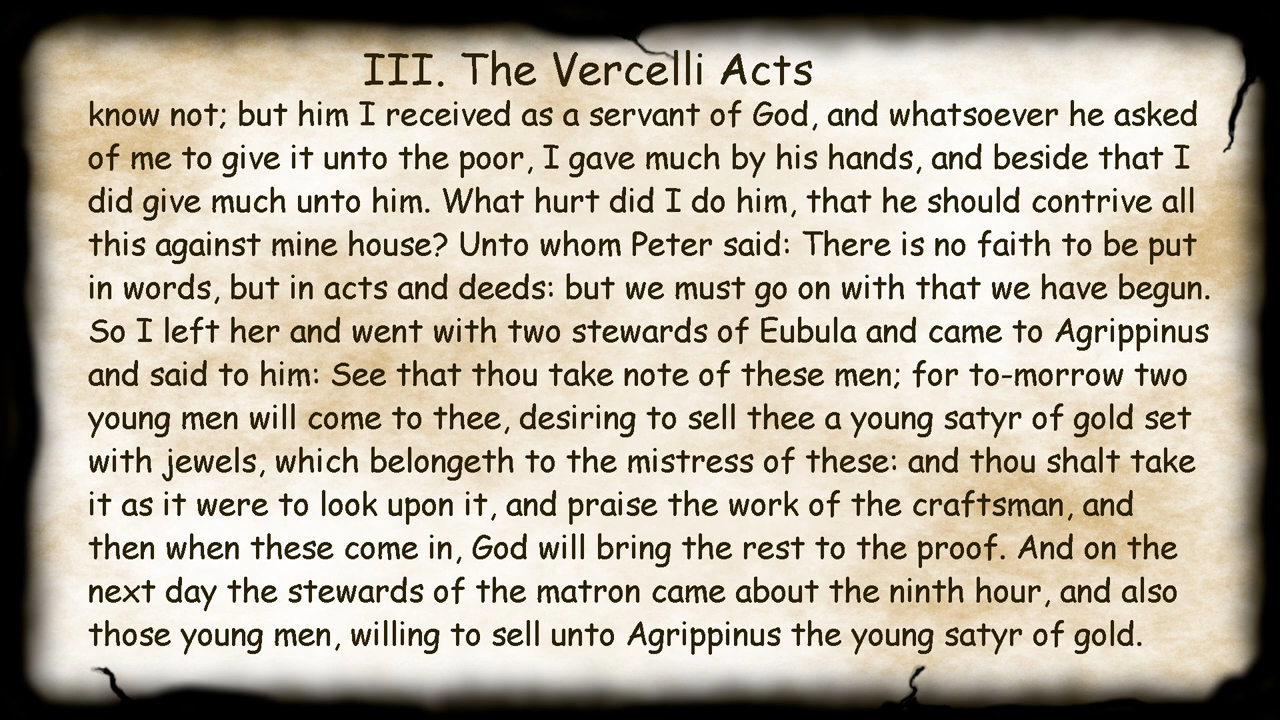 III. The Vercelli Acts
know not; but him I received as a servant of God, and whatsoever he asked
of me to give it unto the poor, I gave much by his hands, and beside that I
did give much unto him. What hurt did I do him, that he should contrive all
this against mine house? Unto whom Peter said: There is no faith to be put
in words, but in acts and deeds: but we must go on with that we have begun.
So I left her and went with two stewards of Eubula and came to Agrippinus
and said to him: See that thou take note of these men; for to-morrow two
young men will come to thee, desiring to sell thee a young satyr of gold set
with jewels, which belongeth to the mistress of these: and thou shalt take
it as it were to look upon it, and praise the work of the craftsman, and
then when these come in, God will bring the rest to the proof. And on the
next day the stewards of the matron came about the ninth hour, and also
those young men, willing to sell unto Agrippinus the young satyr of gold.